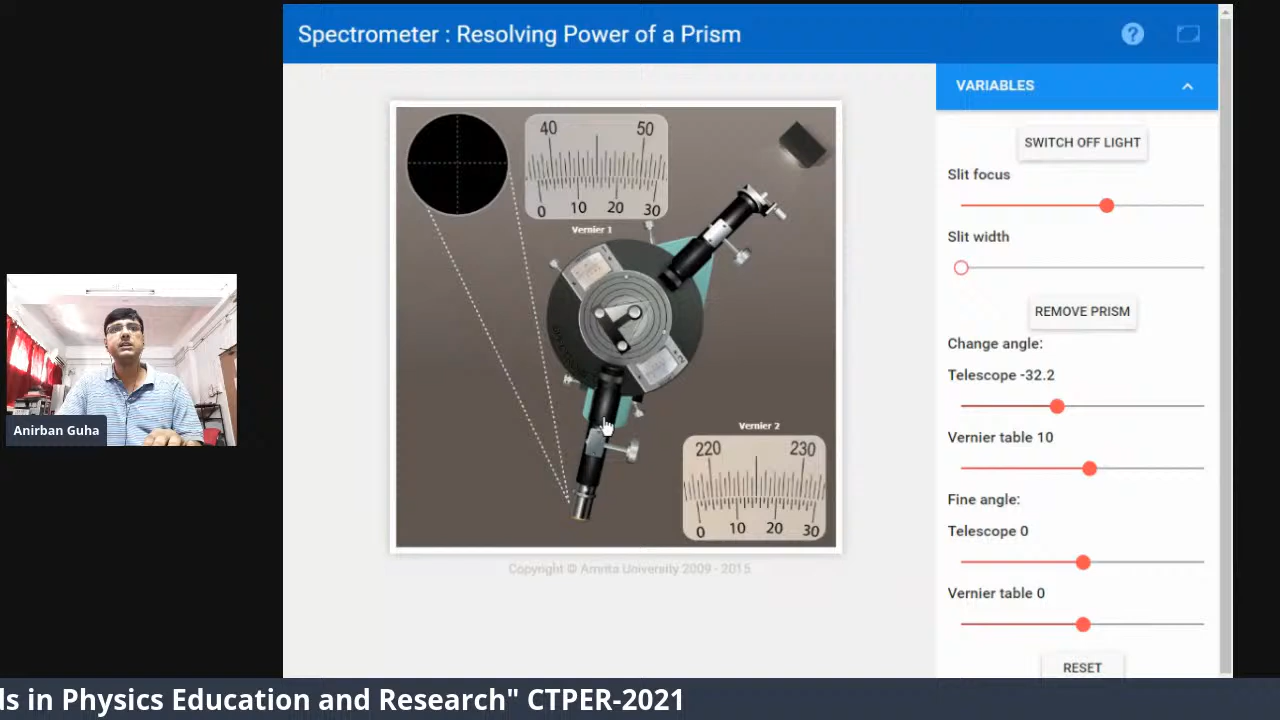 Spectrometer : Resolving Power of a Prism
?
VARIABLES
SWITCH OFF LIGHT
Slit focus
Slit width
REMOVE PRISM
Change angle:
Telescope -32.2
Vernier table 10
Fine angle:
Telescope 0
Vernier table 0
RESET
40 50
0 10 20 30
Vernier 1
Vernier 2
220 230
0 10 20 30
Copyright © Amrita University 2009 - 2015
Anirban Guha
ls in Physics Education and Research" CTPER-2021